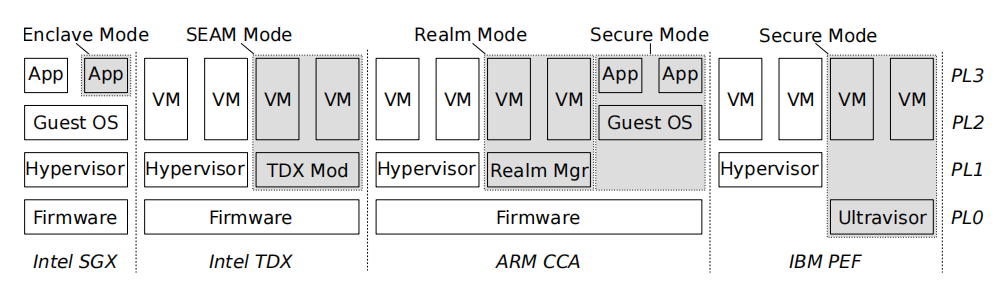 Enclave Mode SEAM Mode Realm Mode Secure Mode Secure Mode
App App VM VM VM VM VM VM VM VM App App VM VM VM VM PL3
Guest OS Guest OS PL2
Hypervisor Hypervisor TDX Mod Hypervisor Realm Mgr Hypervisor PL1
Firmware Firmware Firmware Ultravisor PL0
Intel SGX Intel TDX ARM CCA IBM PEF